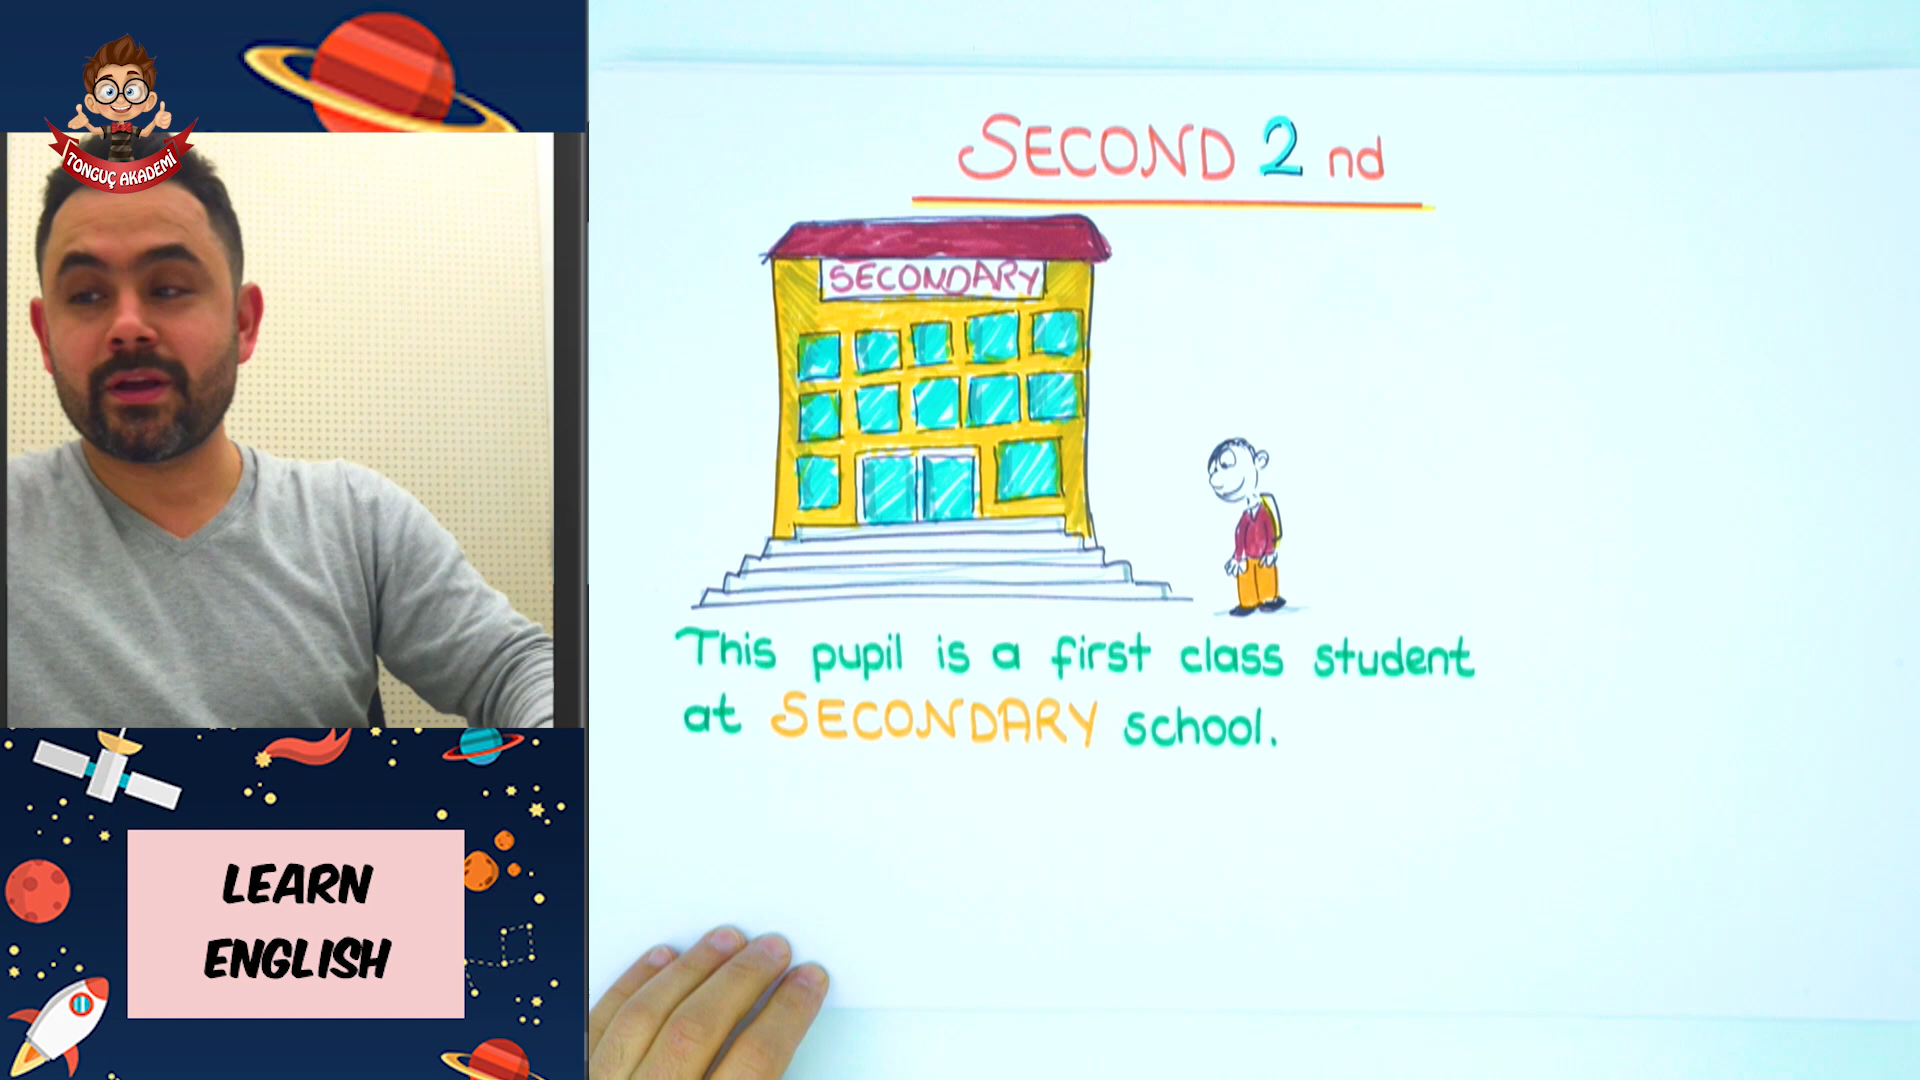 TONGUÇ AKADEMİ
SECOND 2 nd
SECONDARY
This pupil is a first class student
at SECONDARY school.
LEARN
ENGLISH